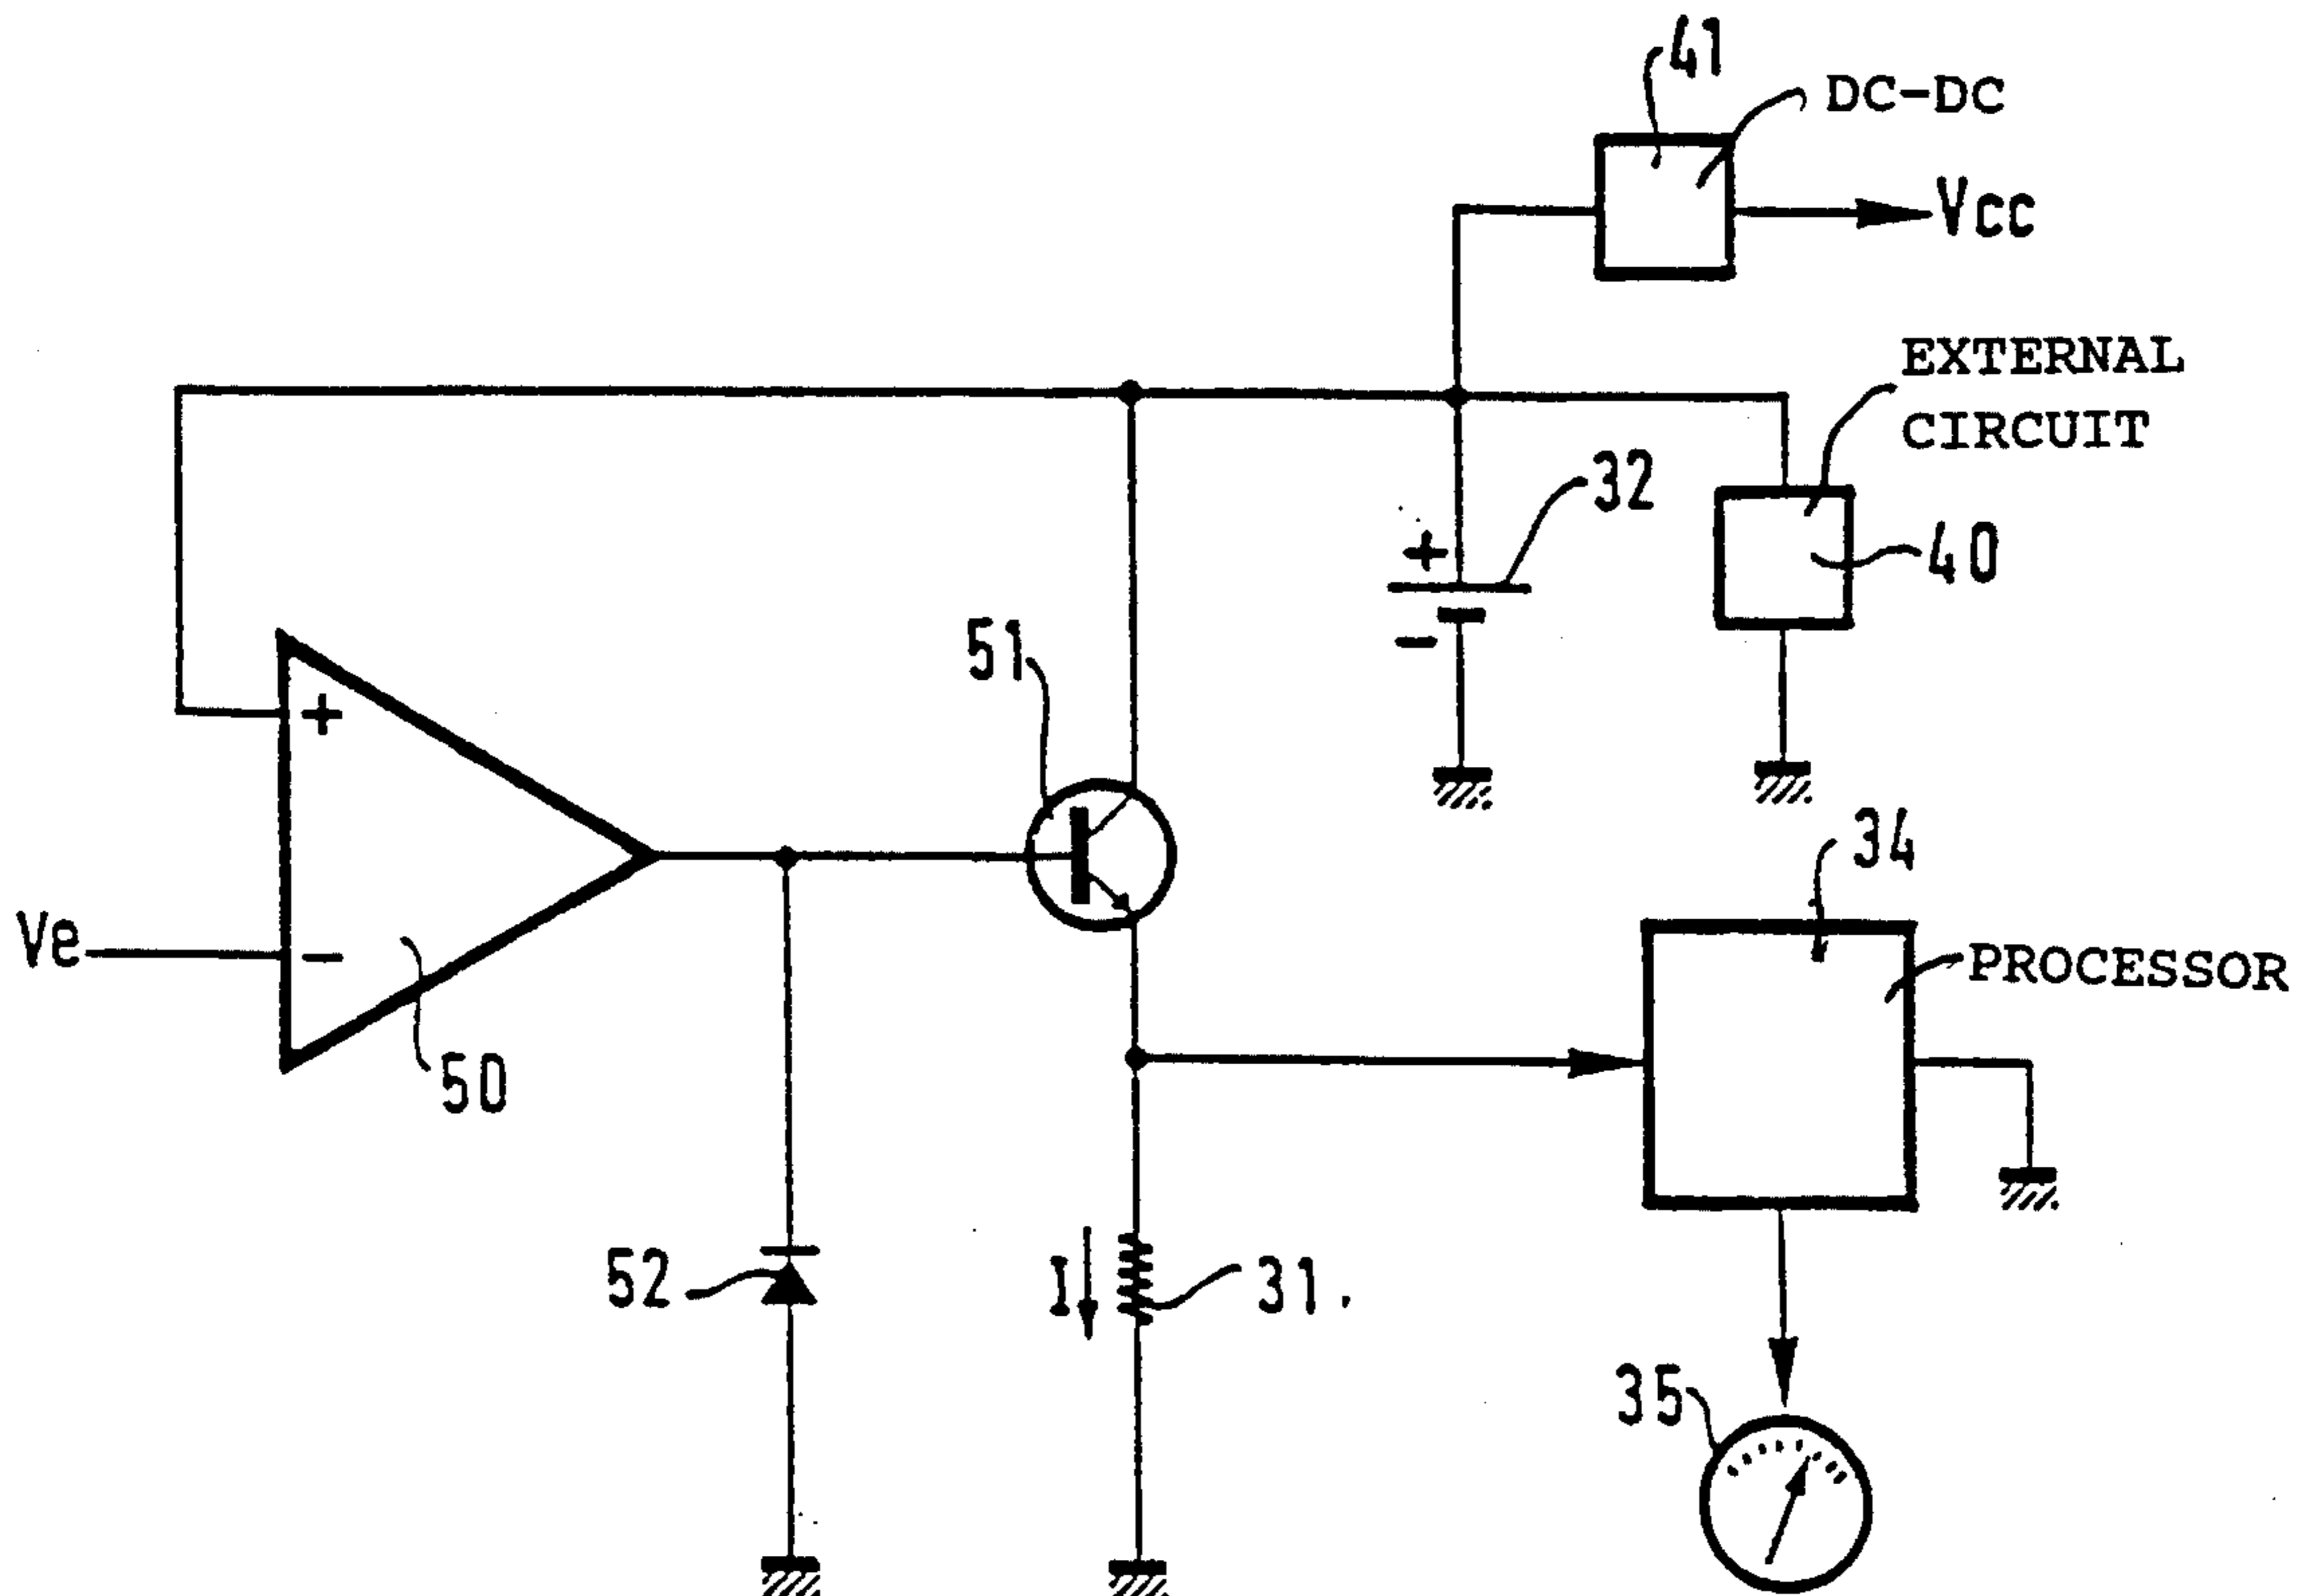 41
DC-DC
Vcc
EXTERNAL
CIRCUIT
32
+
40
-
51
+
34
Ve
-
PROCESSOR
50
52
I
31.
35